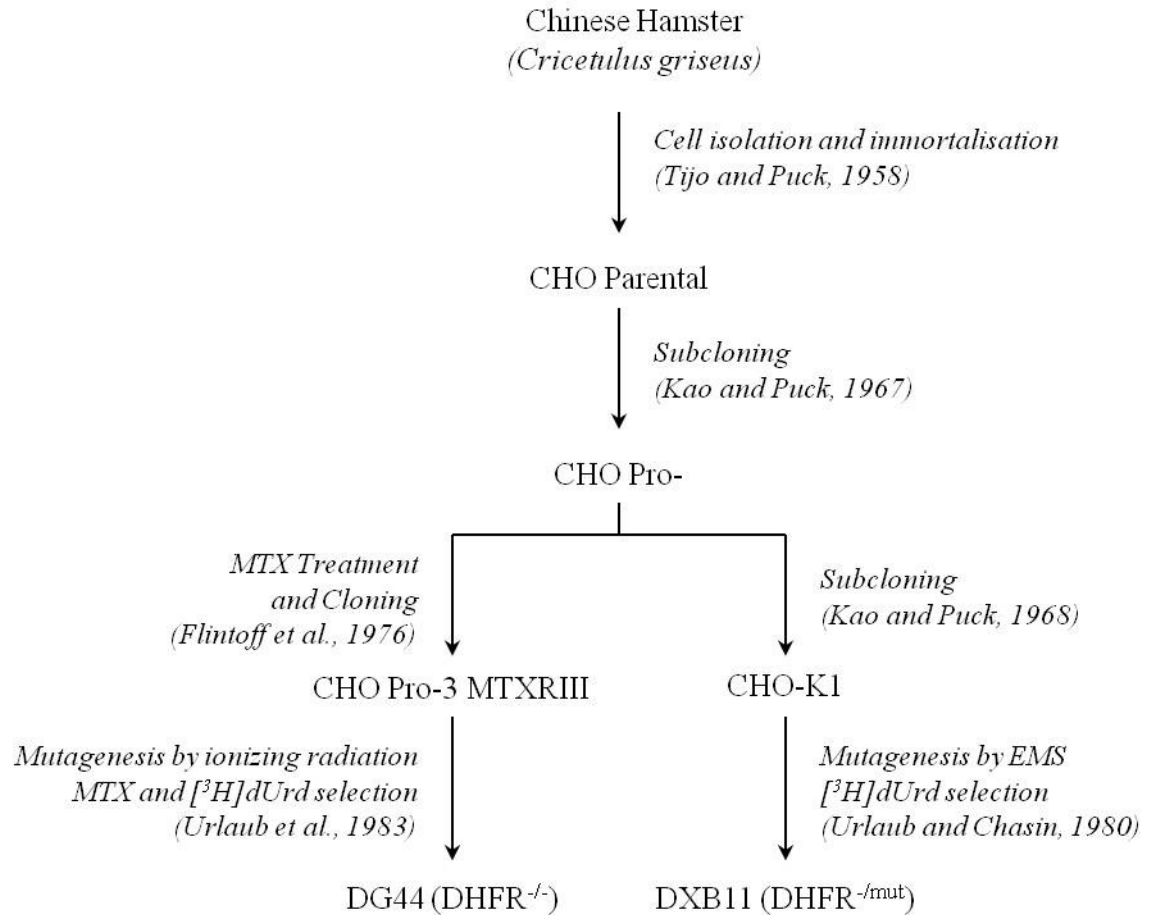 Chinese Hamster
(Cricetulus griseus)
Cell isolation and immortalisation
(Tijo and Puck, 1958)
CHO Parental
Subcloning
(Kao and Puck, 1967)
CHO Pro-
MTX Treatment
and Cloning
(Flintoff et al., 1976)
Subcloning
(Kao and Puck, 1968)
CHO Pro-3 MTXRIII
CHO-K1
Mutagenesis by ionizing radiation
MTX and [³H]dUrd selection
(Urlaub et al., 1983)
Mutagenesis by EMS
[³H]dUrd selection
(Urlaub and Chasin, 1980)
DG44 (DHFR-/-)
DXB11 (DHFR-/mut)